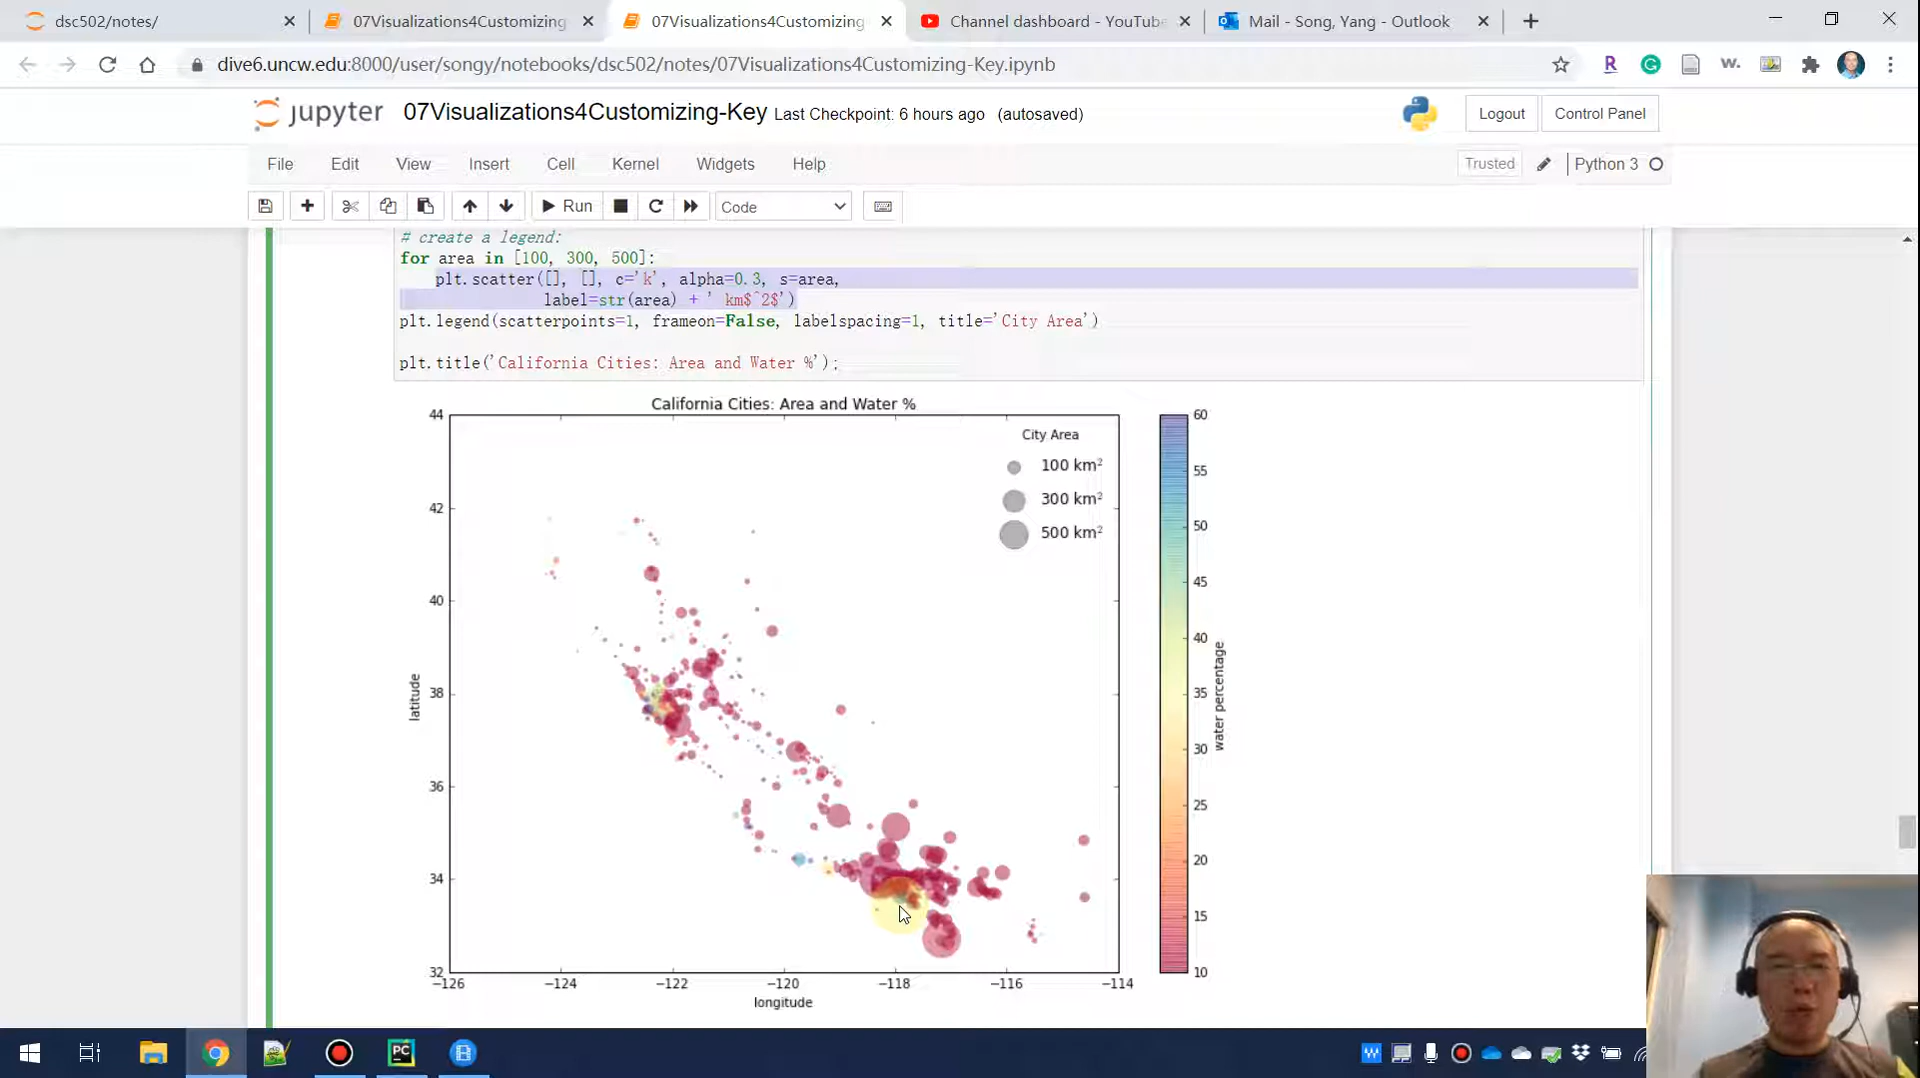 dsc502/notes/
07Visualizations4Customizing
07Visualizations4Customizing
Channel dashboard - YouTube
Mail - Song, Yang - Outlook
dive6.uncw.edu:8000/user/songy/notebooks/dsc502/notes/07Visualizations4Customizing-Key.ipynb
jupyter 07Visualizations4Customizing-Key Last Checkpoint: 6 hours ago (autosaved)
Logout
Control Panel
File Edit View Insert Cell Kernel Widgets Help
Trusted
Python 3
Run
Code
# create a legend:
for area in [100, 300, 500]:
plt.scatter([], [], c='k', alpha=0.3, s=area,
label=str(area) + ' km$^2$')
plt.legend(scatterpoints=1, frameon=False, labelspacing=1, title='City Area')
plt.title('California Cities: Area and Water %');
California Cities: Area and Water %
City Area
100 km²
300 km²
500 km²
44
42
40
38
36
34
32
latitude
−126 −124 −122 −120 −118 −116 −114
longitude
60
55
50
45
40
35
30
25
20
15
10
water percentage